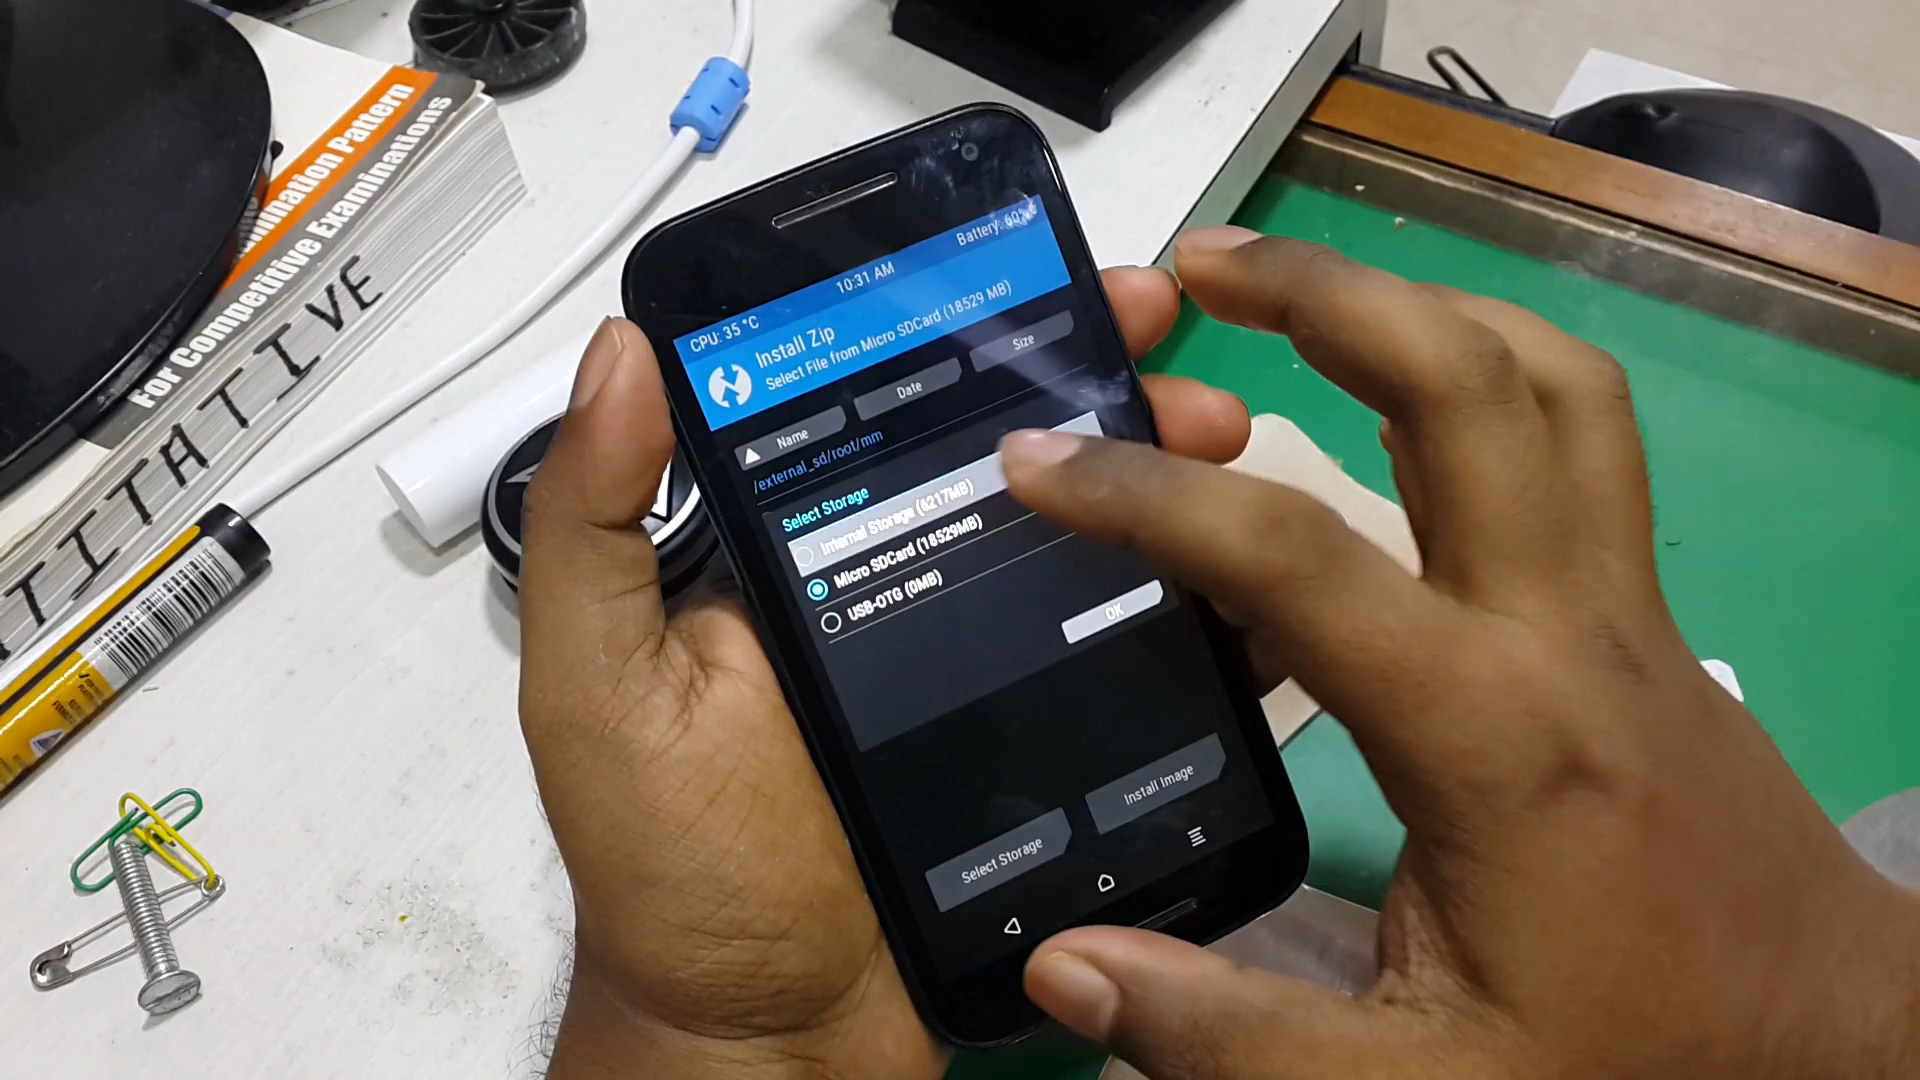 mination Pattern
For Competitive Examinations
TITATIVE
CPU: 35 °C
10:31 AM
Battery: 60%
Install Zip
Select File from Micro SDCard (18529 MB)
Name
Date
Size
/external_sd/root/mm
Select Storage
Internal Storage (6217MB)
Micro SDCard (18529MB)
USB-OTG (0MB)
OK
Select Storage
Install Image